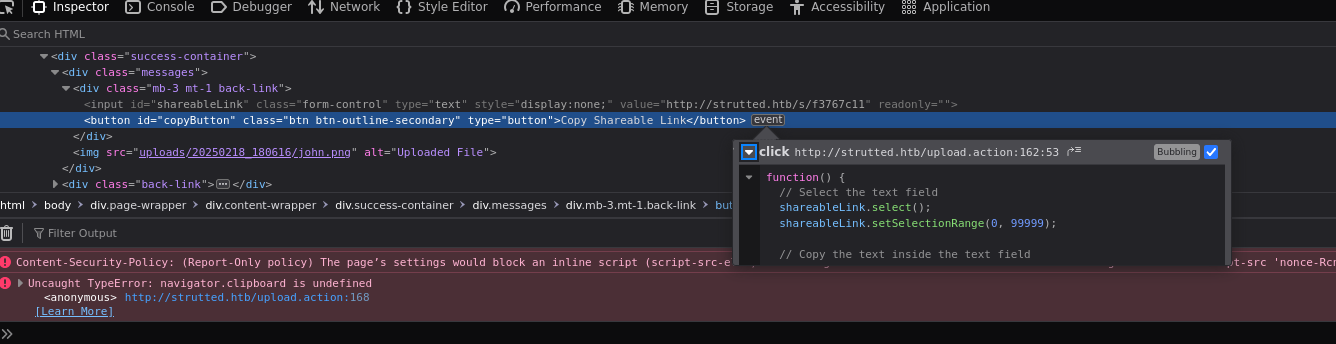 Inspector Console Debugger Network Style Editor Performance Memory Storage Accessibility Application
Search HTML
<div class="success-container">
<div class="messages">
<div class="mb-3 mt-1 back-link">
<input id="shareableLink" class="form-control" type="text" style="display:none;" value="http://strutted.htb/s/f3767c11" readonly="">
<button id="copyButton" class="btn btn-outline-secondary" type="button">Copy Shareable Link</button> event
</div>
<img src="uploads/20250218_180616/john.png" alt="Uploaded File">
</div>
<div class="back-link"></div>
click http://strutted.htb/upload.action:162:53 Bubbling
function() {
// Select the text field
shareableLink.select();
shareableLink.setSelectionRange(0, 99999);
// Copy the text inside the text field
html > body > div.page-wrapper > div.content-wrapper > div.success-container > div.messages > div.mb-3.mt-1.back-link >
Filter Output
Content-Security-Policy: (Report-Only policy) The page's settings would block an inline script (script-src-e 'nonce-Rcm
Uncaught TypeError: navigator.clipboard is undefined
<anonymous> http://strutted.htb/upload.action:168
[Learn More]